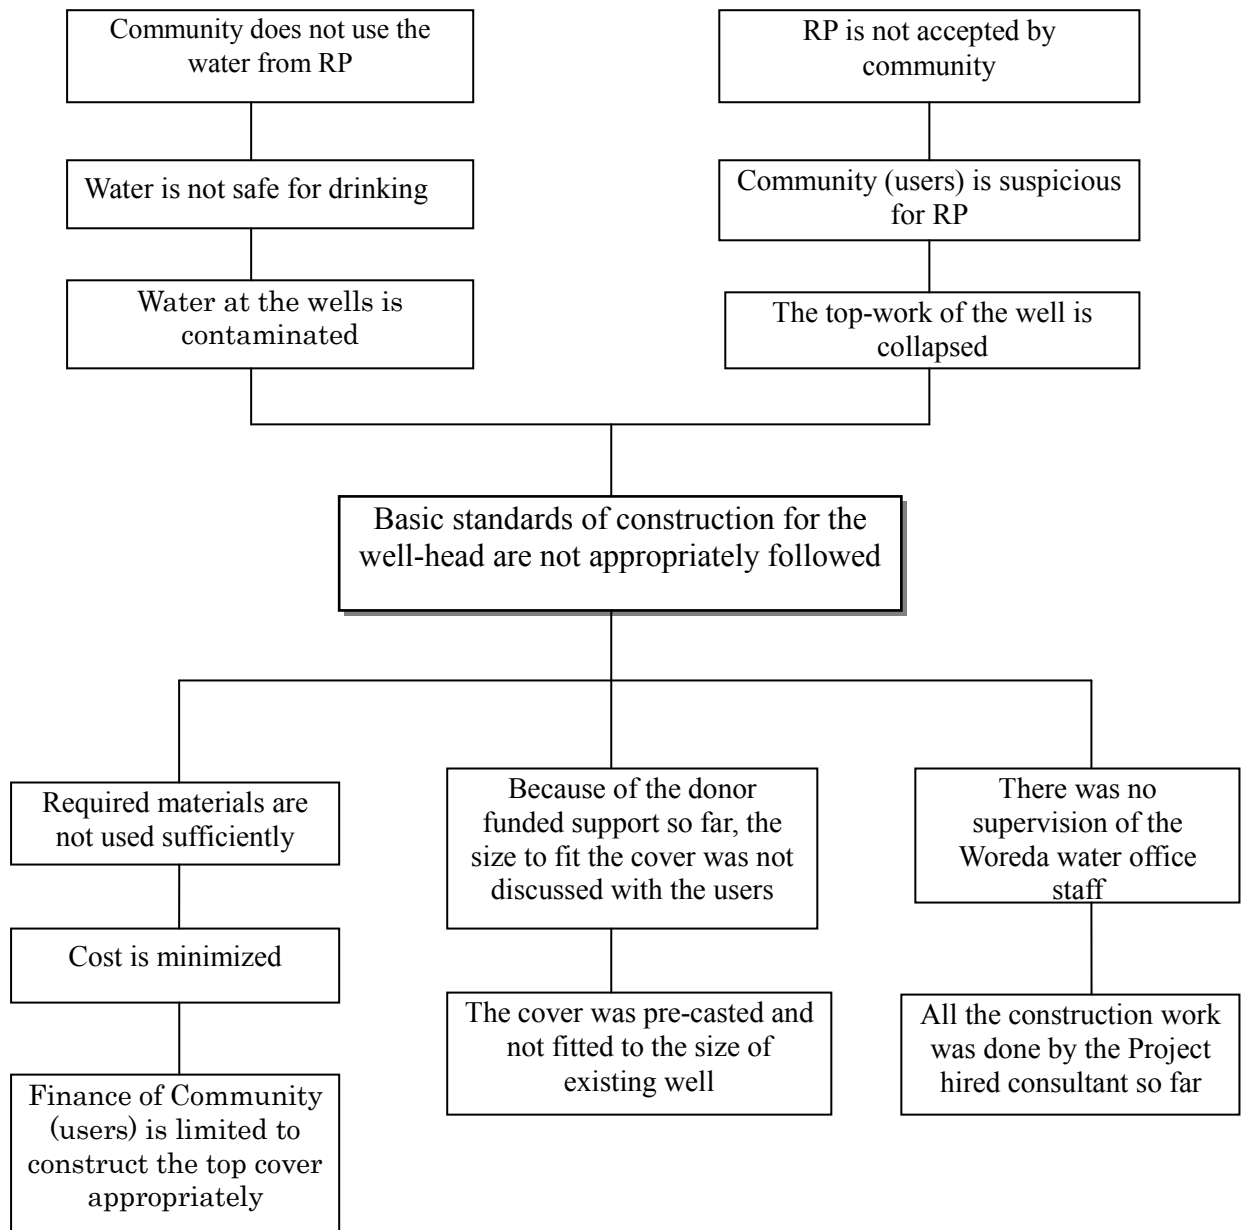 Community does not use the
water from RP
RP is not accepted by
community
Water is not safe for drinking
Community (users) is suspicious
for RP
Water at the wells is
contaminated
The top-work of the well is
collapsed
Basic standards of construction for the
well-head are not appropriately followed
Required materials are
not used sufficiently
Because of the donor
funded support so far, the
size to fit the cover was not
discussed with the users
There was no
supervision of the
Woreda water office
staff
Cost is minimized
The cover was pre-casted and
not fitted to the size of
existing well
All the construction work
was done by the Project
hired consultant so far
Finance of Community
(users) is limited to
construct the top cover
appropriately